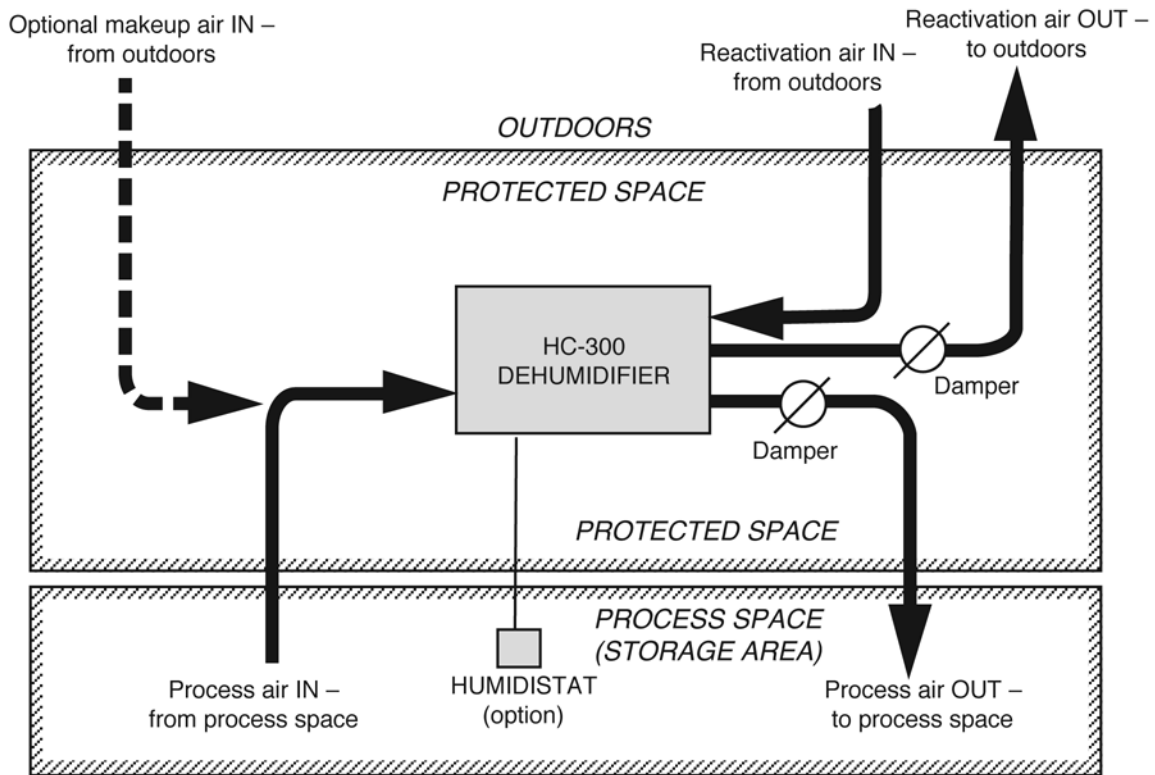 Optional makeup air IN –
from outdoors
Reactivation air IN –
from outdoors
Reactivation air OUT –
to outdoors
OUTDOORS
PROTECTED SPACE
HC-300
DEHUMIDIFIER
Damper
Damper
PROTECTED SPACE
PROCESS SPACE
(STORAGE AREA)
Process air IN –
from process space
HUMIDISTAT
(option)
Process air OUT –
to process space